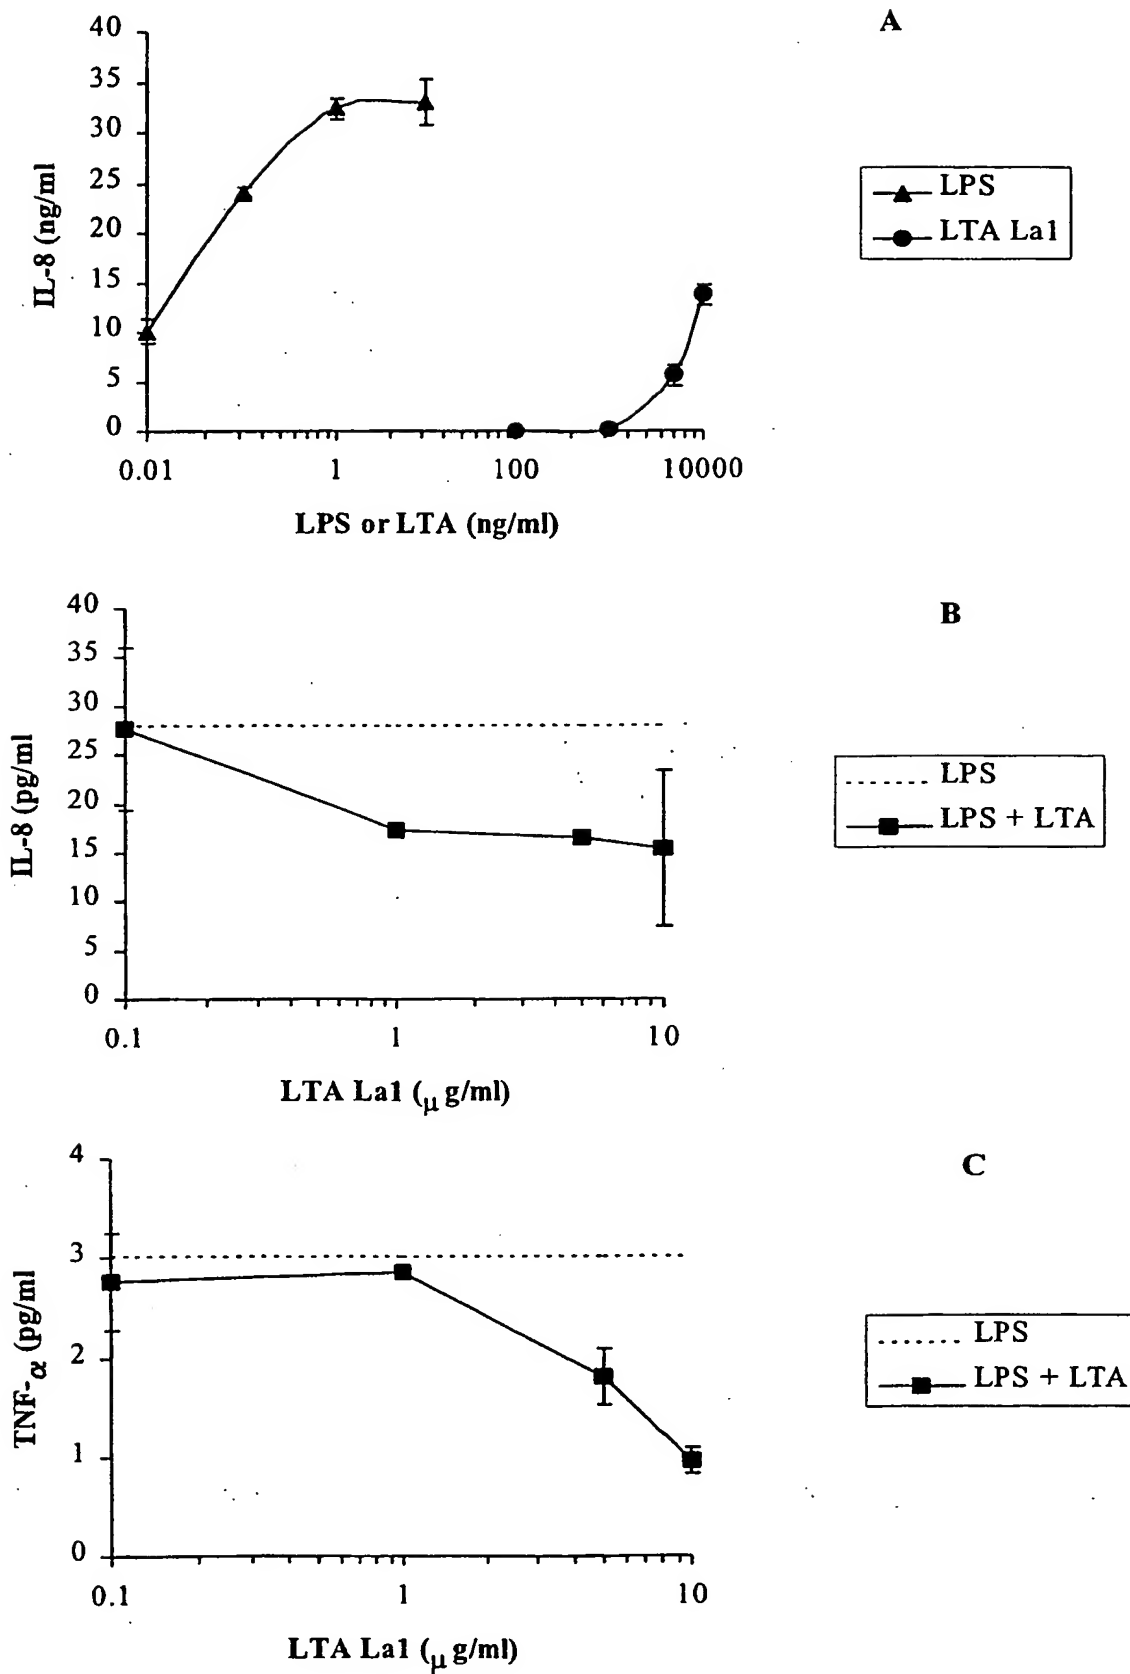 A
40
35
30
25
20
15
10
5
0
IL-8 (ng/ml)
0.01 1 100 10000
LPS or LTA (ng/ml)
LPS
LTA La1
B
40
35
30
25
20
15
10
5
0
IL-8 (pg/ml
0.1 1 10
LTA La1 (μ g/ml)
LPS
LPS + LTA
C
4
3
2
1
0
TNF-α (pg/ml
0.1 1 10
LTA La1 (μ g/ml)
LPS
LPS + LTA